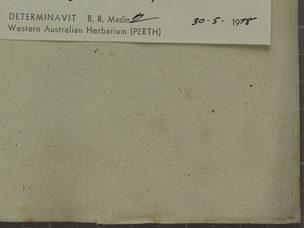 DETERMINAVIT B. R. Maslin 30.5.1978
Western Australian Herbarium (PERTH)